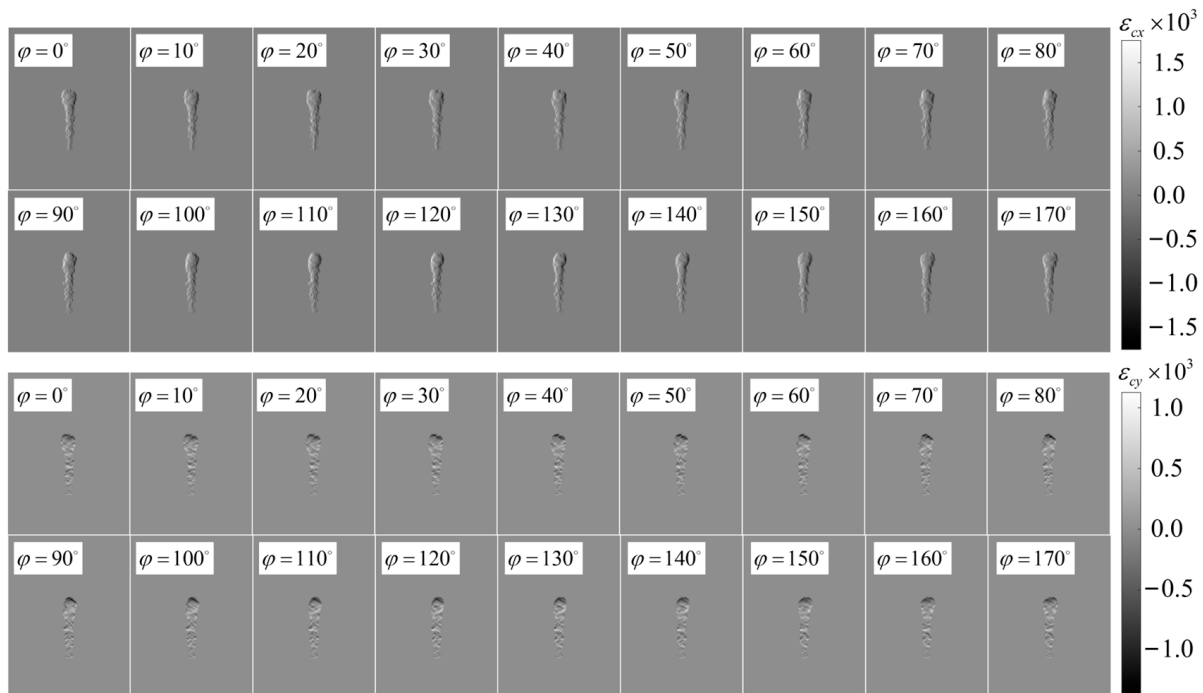 ε_cx ×10³
φ = 0° φ = 10° φ = 20° φ = 30° φ = 40° φ = 50° φ = 60° φ = 70° φ = 80°
1.5
1.0
0.5
0.0
φ = 90° φ = 100° φ = 110° φ = 120° φ = 130° φ = 140° φ = 150° φ = 160° φ = 170°
−0.5
−1.0
−1.5
ε_cy ×10³
φ = 0° φ = 10° φ = 20° φ = 30° φ = 40° φ = 50° φ = 60° φ = 70° φ = 80°
1.0
0.5
0.0
φ = 90° φ = 100° φ = 110° φ = 120° φ = 130° φ = 140° φ = 150° φ = 160° φ = 170°
−0.5
−1.0